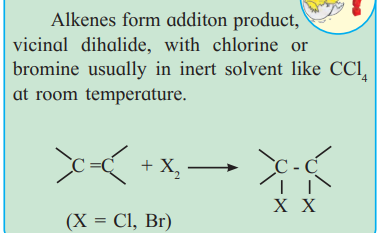 Alkenes form additon product,
vicinal dihalide, with chlorine or
bromine usually in inert solvent like CCl₄
at room temperature.
C=C + X₂ ⟶ C - C
X X
(X = Cl, Br)